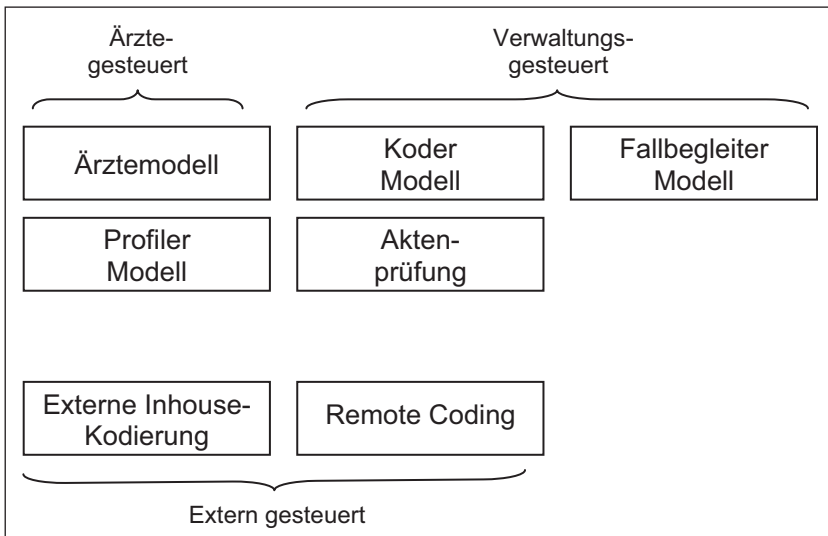 Ärzte-
gesteuert
Verwaltungs-
gesteuert
Ärztemodell
Koder
Modell
Fallbegleiter
Modell
Profiler
Modell
Akten-
prüfung
Externe Inhouse-
Kodierung
Remote Coding
Extern gesteuert